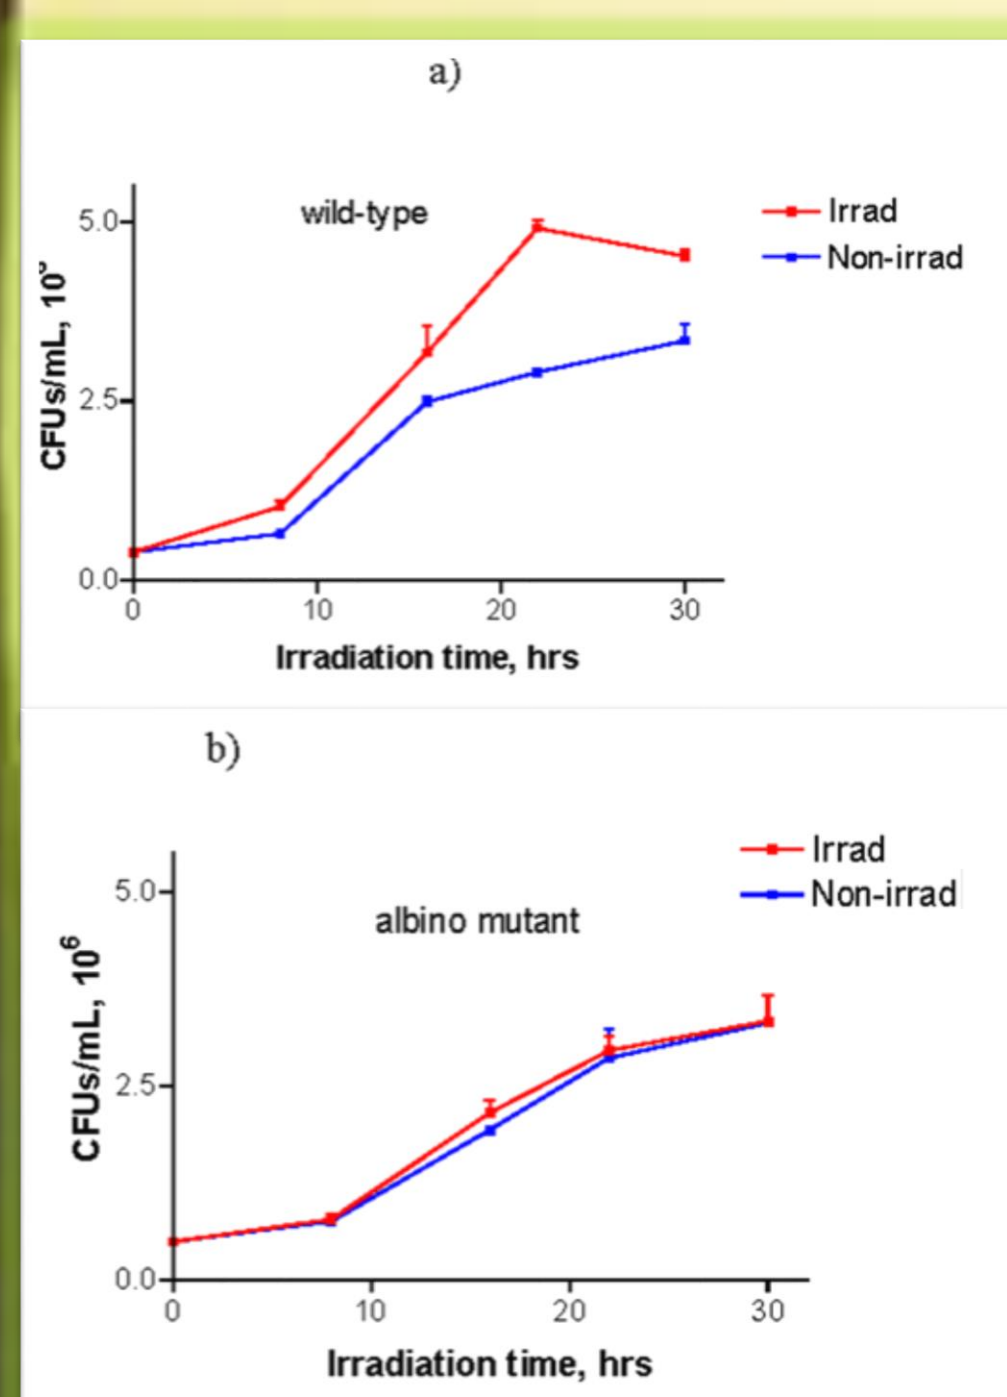 a)
wild-type
Irrad
Non-irrad
5.0
2.5
0.0
CFUs/mL, 10
0 10 20 30
Irradiation time, hrs
b)
albino mutant
Irrad
Non-irrad
5.0
2.5
0.0
CFUs/mL, 10⁶
0 10 20 30
Irradiation time, hrs